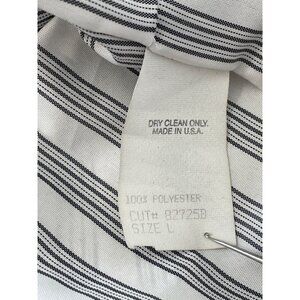 DRY CLEAN ONLY.
MADE IN U.S.A.
100% POLYESTER
CUT# 82725B
SIZE L